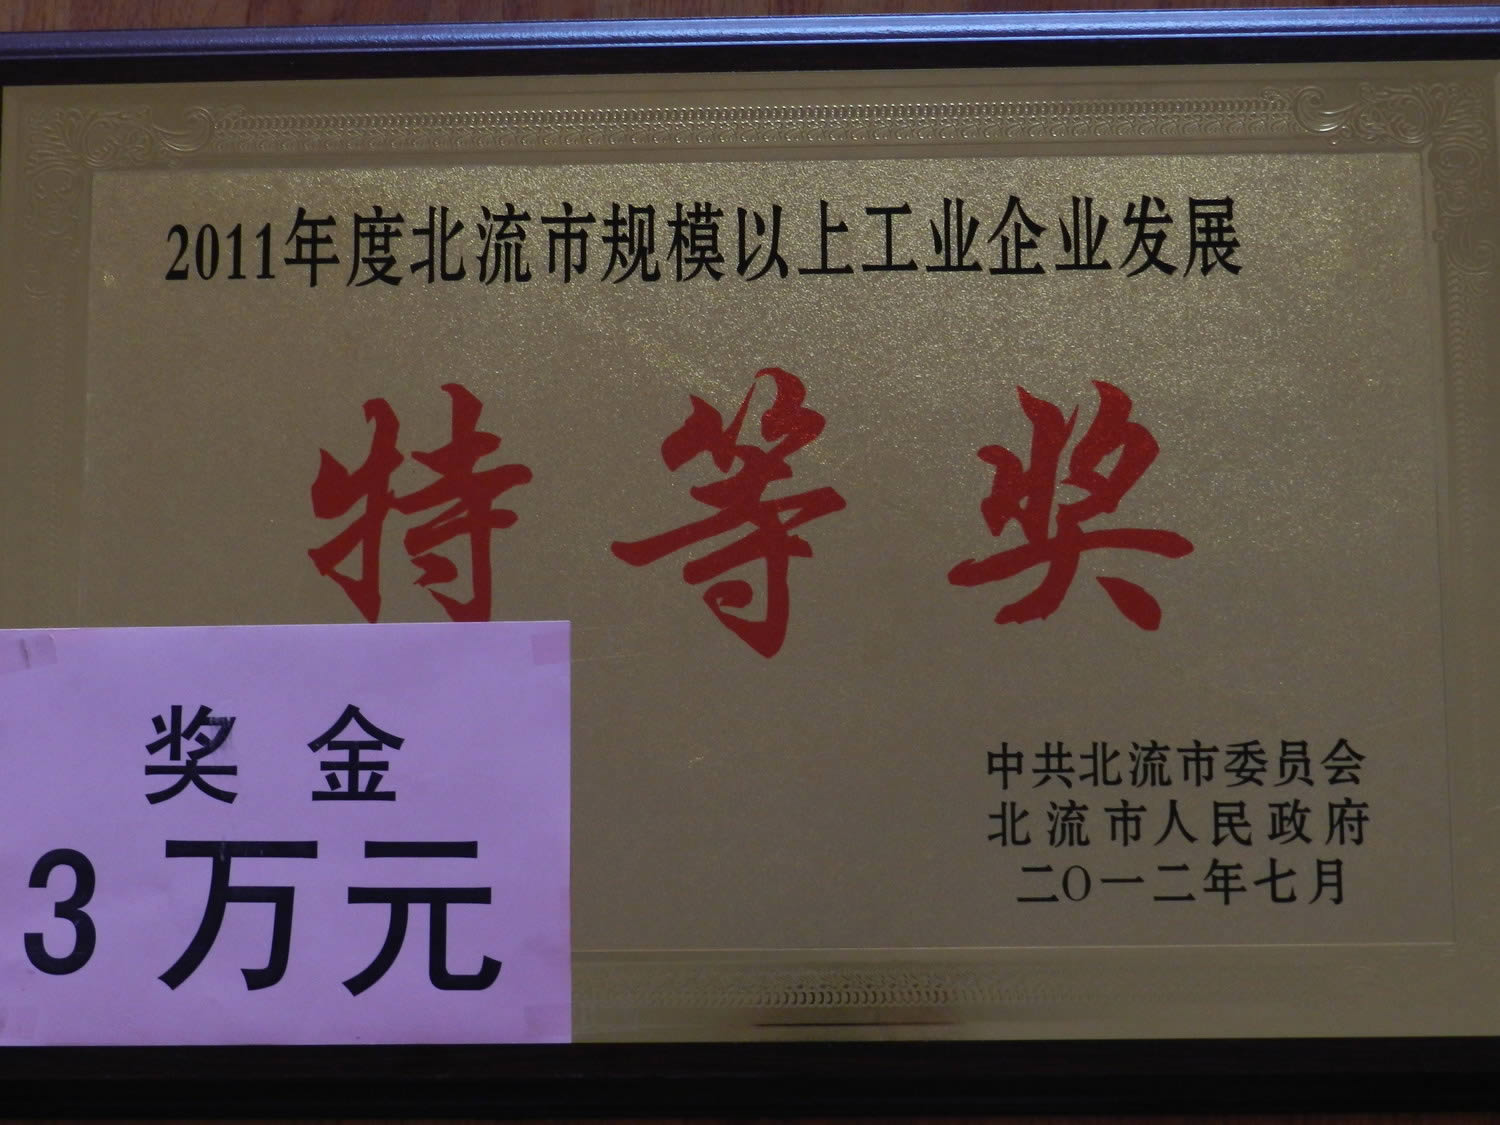 2011年度北流市规模以上工业企业发展
特等奖
奖金
3万元
中共北流市委员会
北流市人民政府
二〇一二年七月